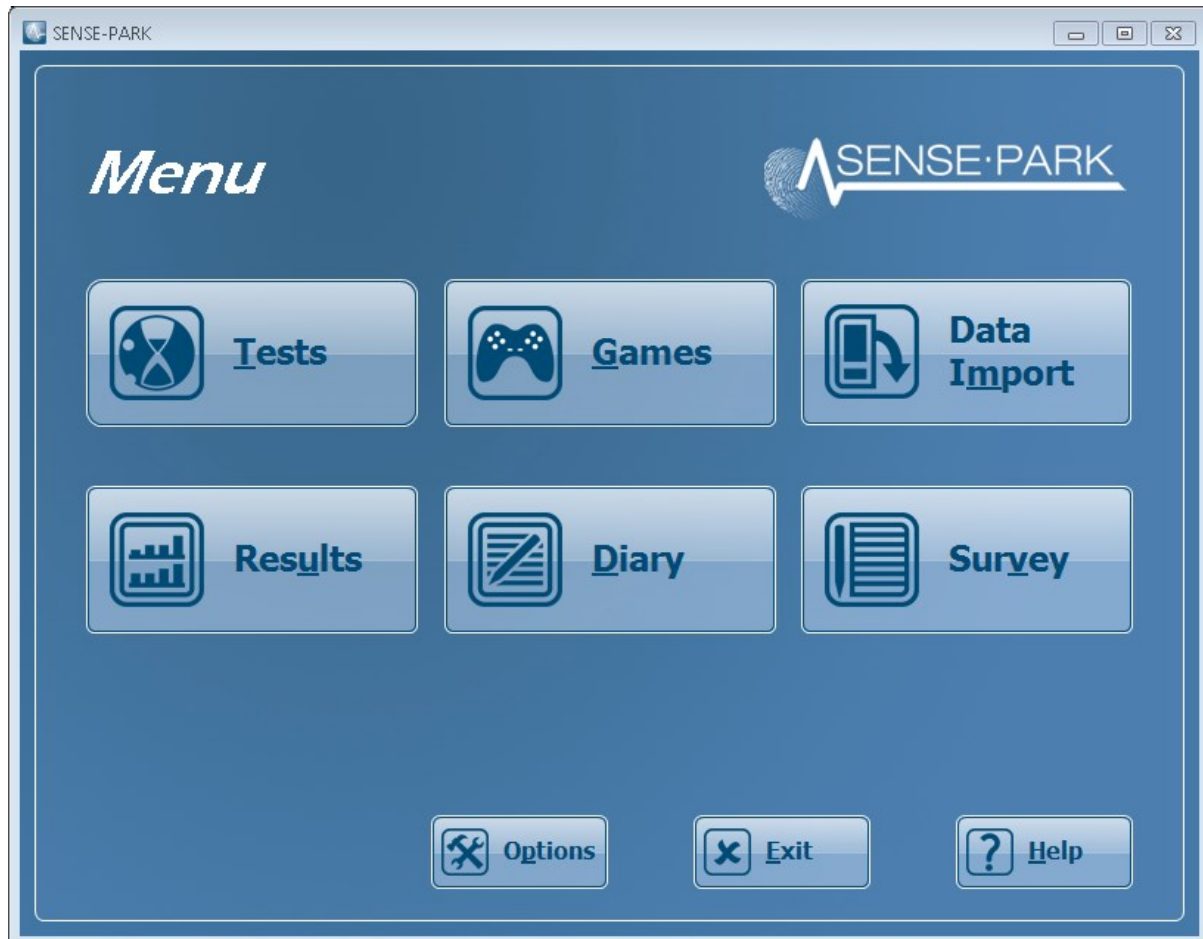 SENSE-PARK
Menu
SENSE·PARK
Tests
Games
Data
Import
Results
Diary
Survey
Options
Exit
Help